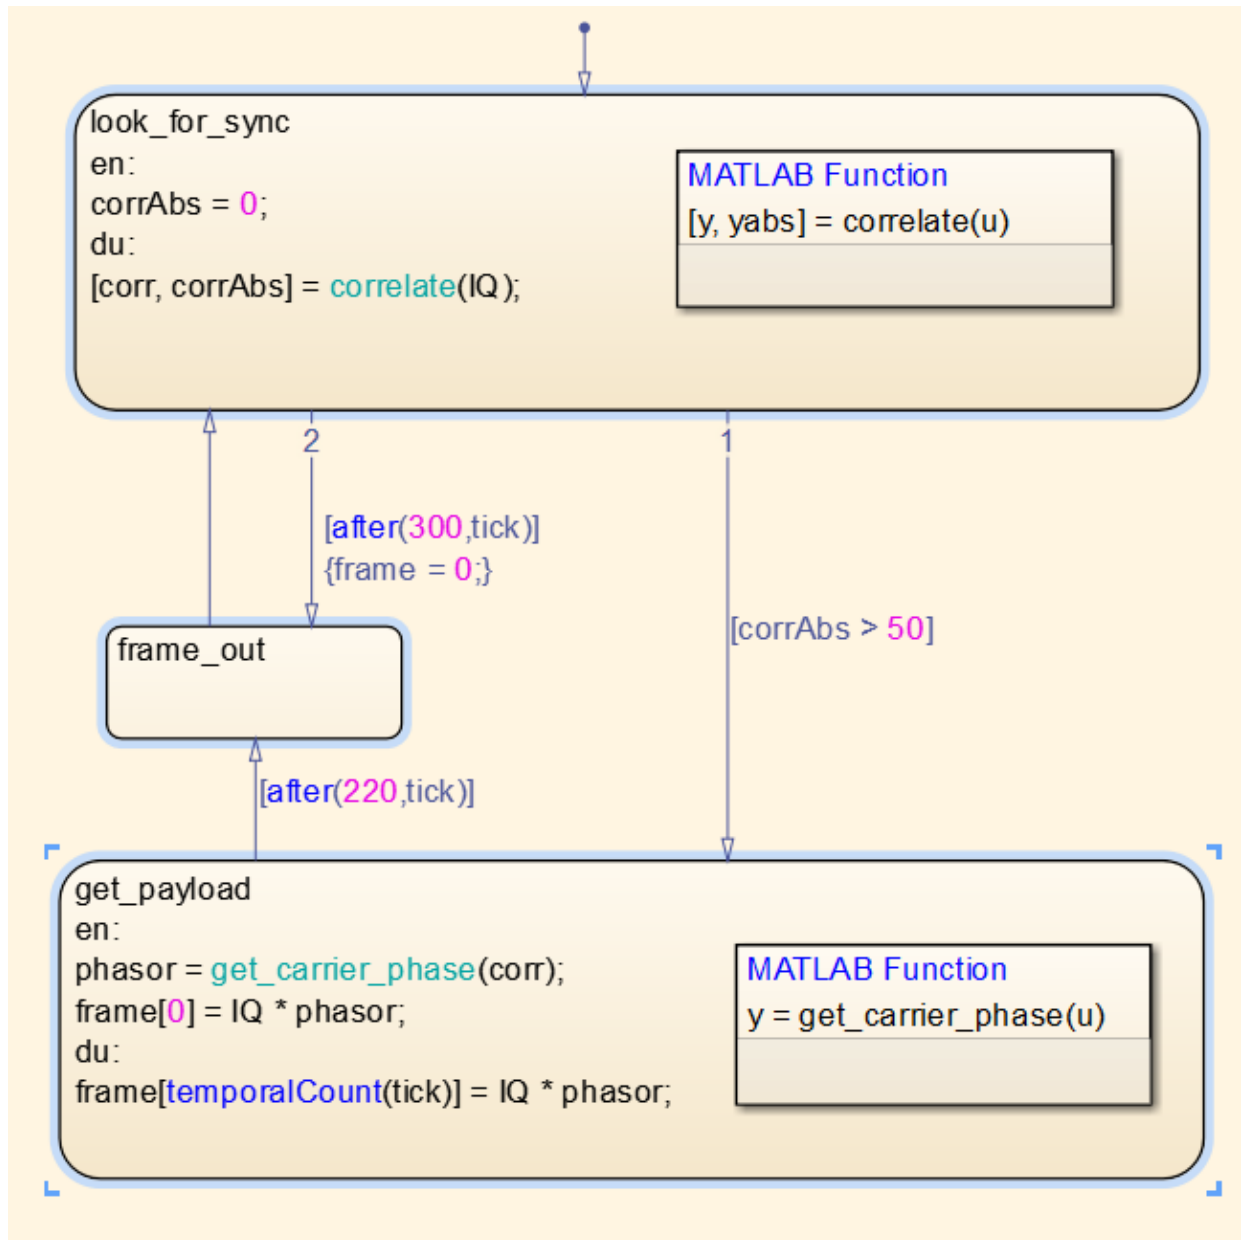 look_for_sync
en:
corrAbs = 0;
du:
[corr, corrAbs] = correlate(IQ);
MATLAB Function
[y, yabs] = correlate(u)
2
1
[after(300,tick)]
{frame = 0;}
[corrAbs > 50]
frame_out
[after(220,tick)]
get_payload
en:
phasor = get_carrier_phase(corr);
frame[0] = IQ * phasor;
du:
frame[temporalCount(tick)] = IQ * phasor;
MATLAB Function
y = get_carrier_phase(u)